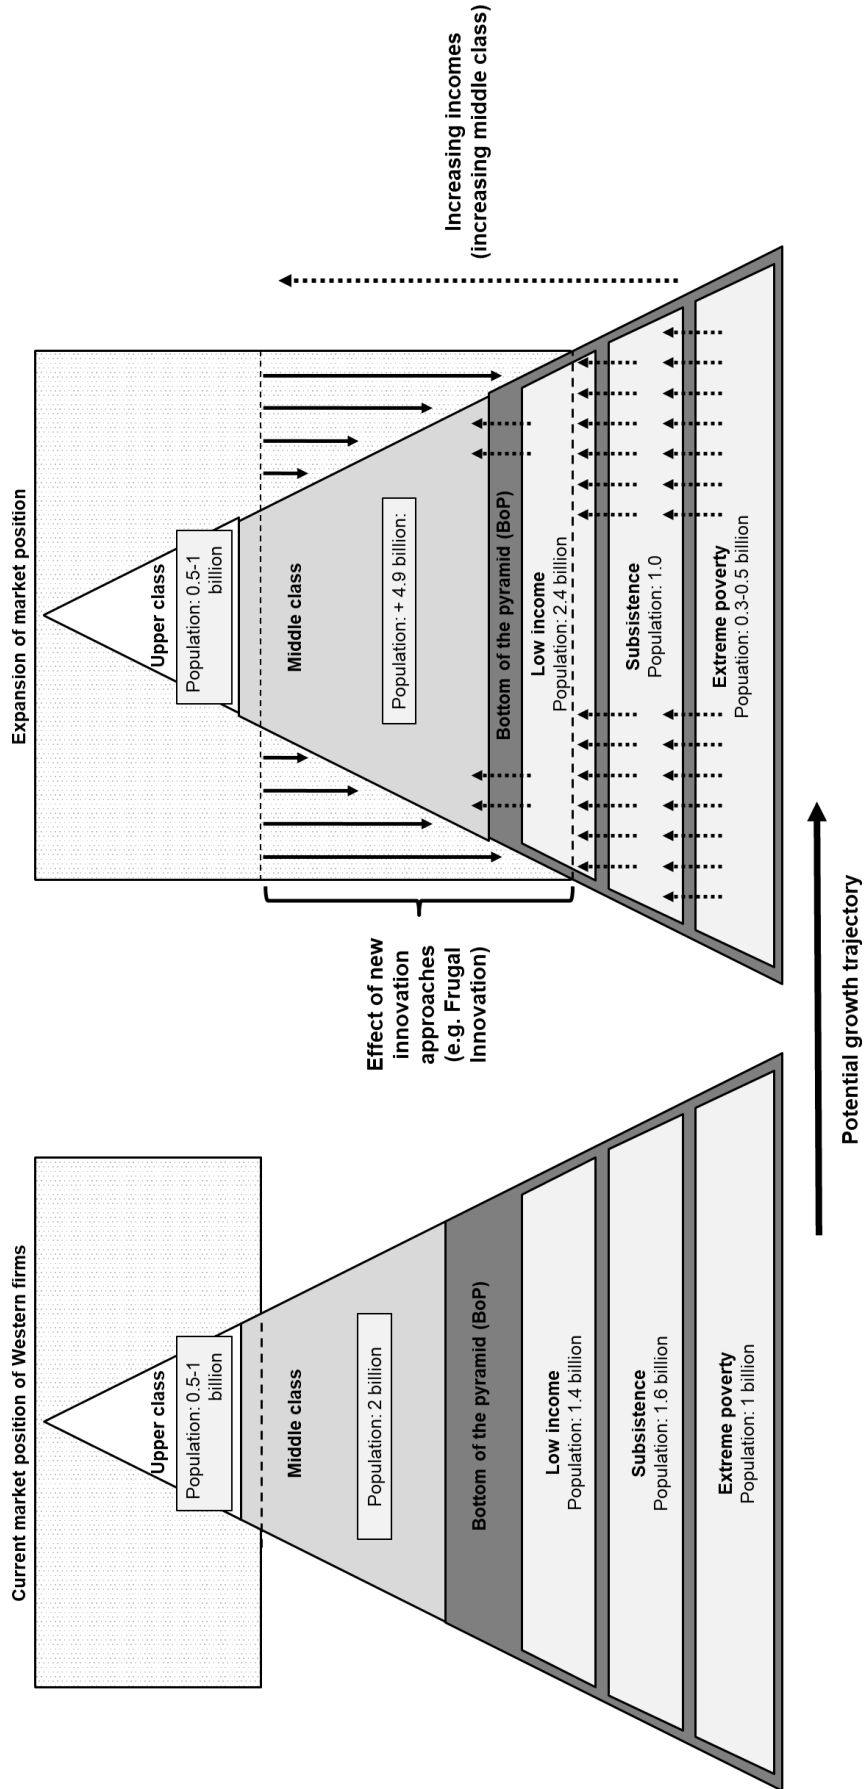 Current market position of Western firms
Upper class
Population: 0.5-1
billion
Middle class
Population: 2 billion
Bottom of the pyramid (BoP)
Low income
Population: 1.4 billion
Subsistence
Population: 1.6 billion
Extreme poverty
Population: 1 billion
Effect of new
innovation
approaches
(e.g. Frugal
Innovation)
Expansion of market position
Upper class
Population: 0.5-1
billion
Middle class
Population: + 4.9 billion:
Bottom of the pyramid (BoP)
Low income
Population: 2.4 billion
Subsistence
Population: 1.0
Extreme poverty
Popuation: 0.3-0.5 billion
Increasing incomes
(increasing middle class)
Potential growth trajectory